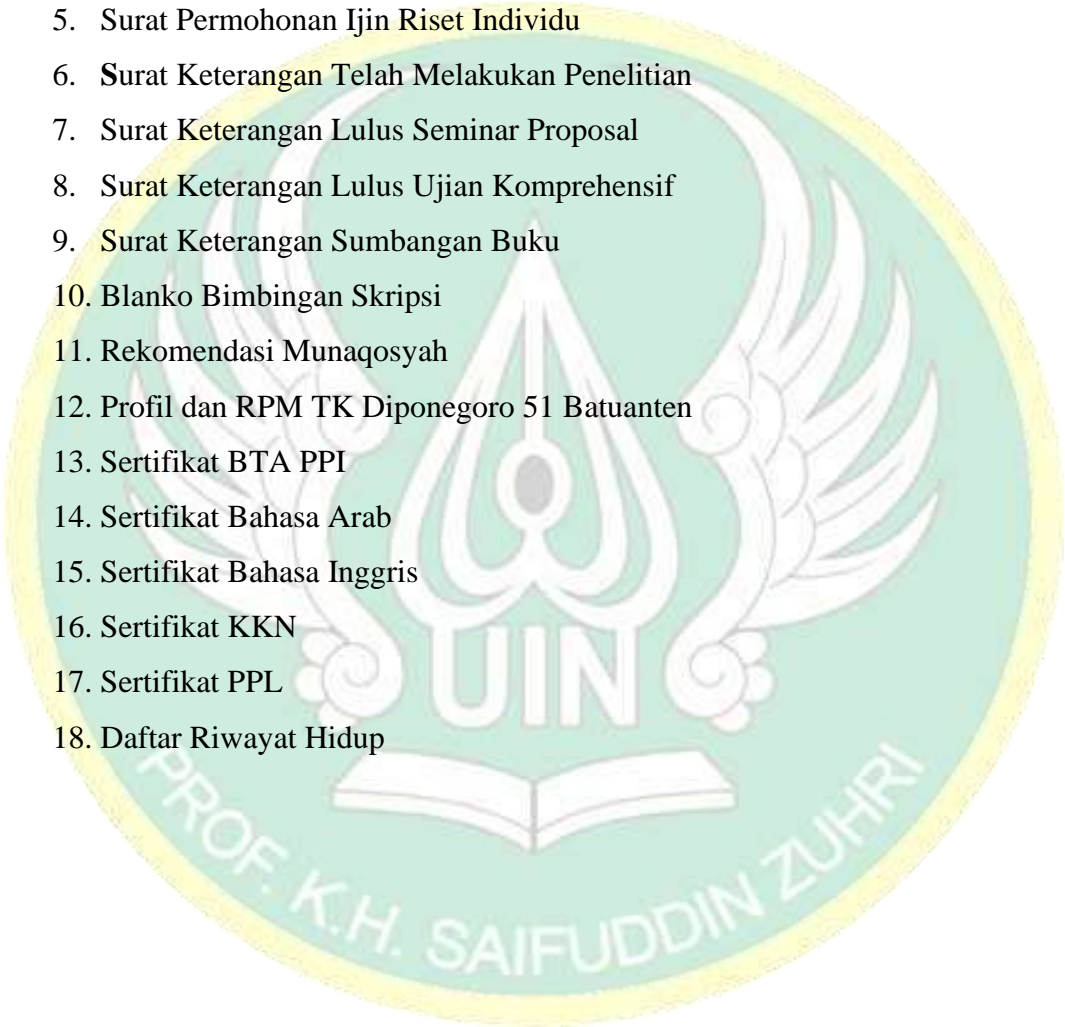 5. Surat Permohonan Ijin Riset Individu
6. Surat Keterangan Telah Melakukan Penelitian
7. Surat Keterangan Lulus Seminar Proposal
8. Surat Keterangan Lulus Ujian Komprehensif
9. Surat Keterangan Sumbangan Buku
10. Blanko Bimbingan Skripsi
11. Rekomendasi Munaqosyah
12. Profil dan RPM TK Diponegoro 51 Batuanten
13. Sertifikat BTA PPI
14. Sertifikat Bahasa Arab
15. Sertifikat Bahasa Inggris
16. Sertifikat KKN
17. Sertifikat PPL
18. Daftar Riwayat Hidup
UIN
PROF. K.H. SAIFUDDIN ZUHRI